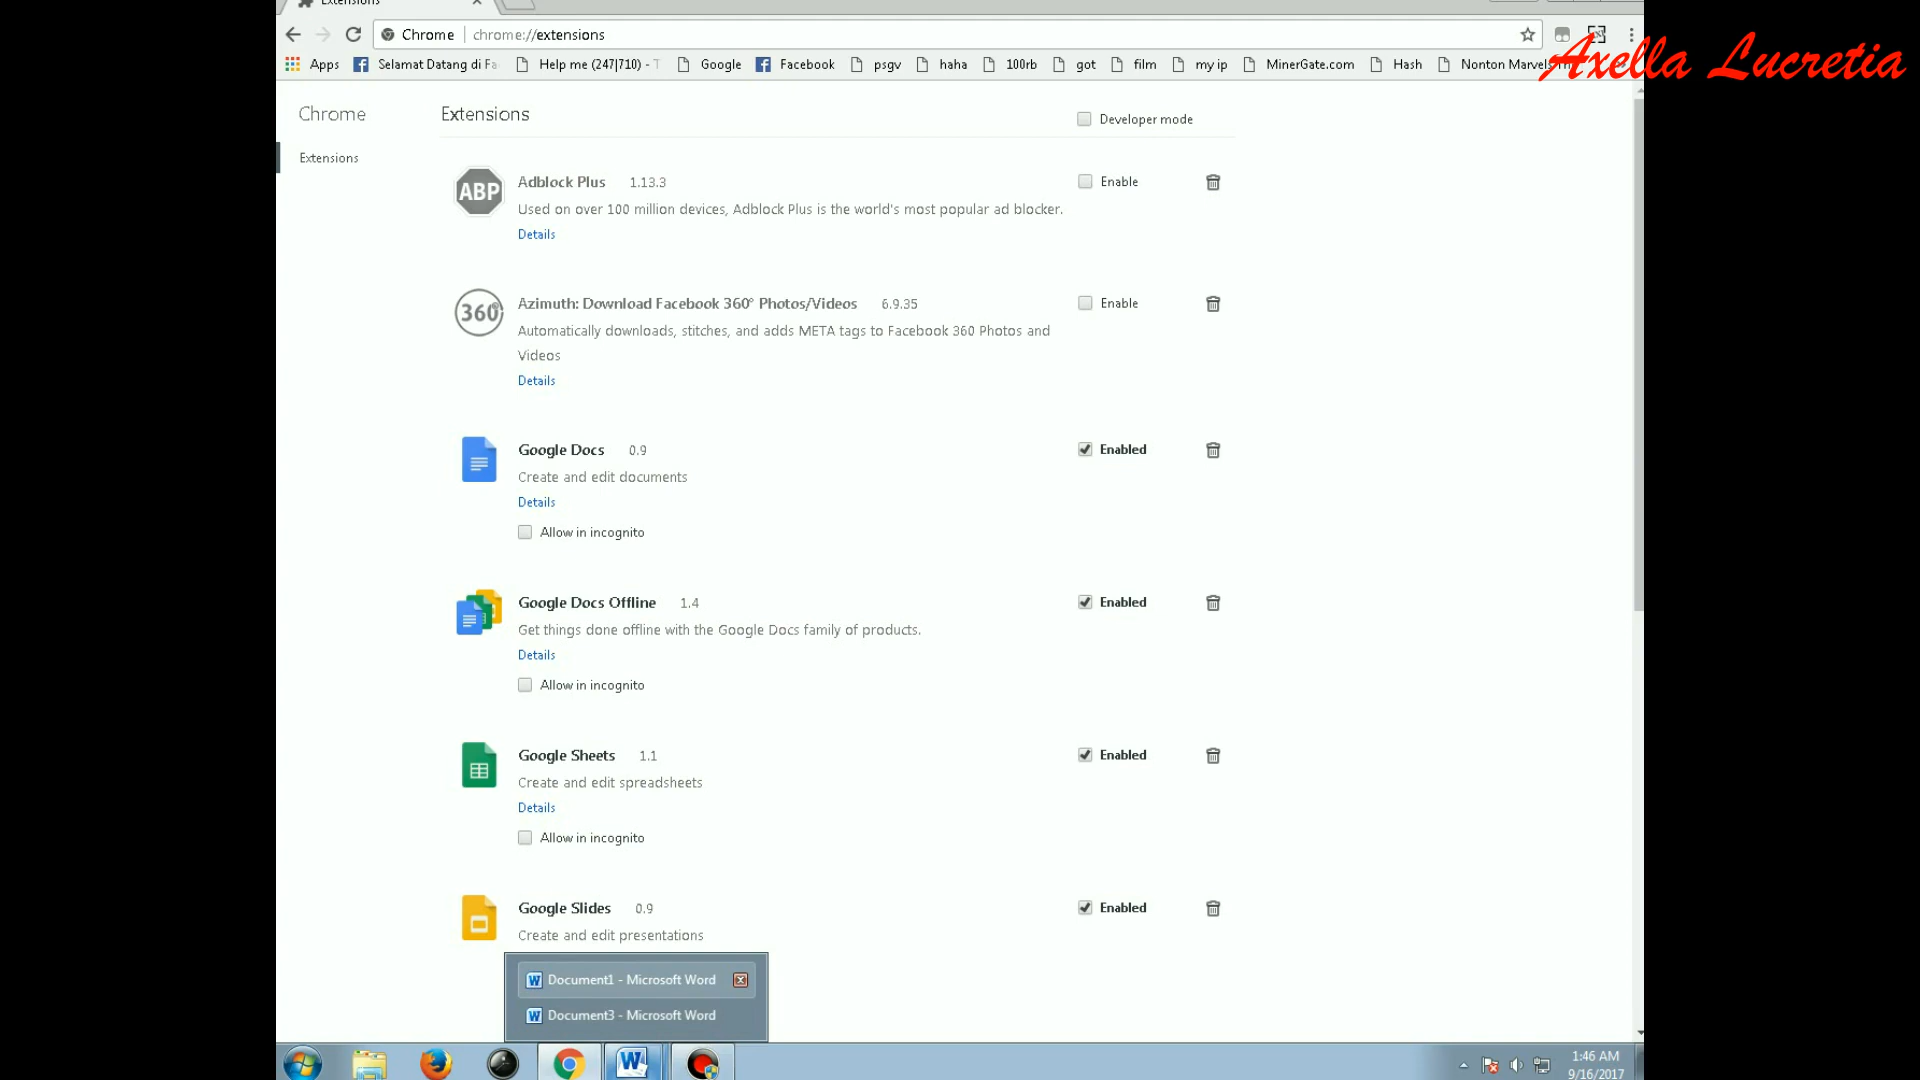 Extensions
Chrome chrome://extensions
Apps Selamat Datang di Fa Help me (247|710) - T Google Facebook psgv haha 100rb got film my ip MinerGate.com Hash Nonton Marvels
Axella Lucretia
Chrome
Extensions
Developer mode
Extensions
ABP
Adblock Plus 1.13.3
Enable
Used on over 100 million devices, Adblock Plus is the world's most popular ad blocker.
Details
360°
Azimuth: Download Facebook 360° Photos/Videos 6.9.35
Enable
Automatically downloads, stitches, and adds META tags to Facebook 360 Photos and
Videos
Details
Google Docs 0.9
Enabled
Create and edit documents
Details
Allow in incognito
Google Docs Offline 1.4
Enabled
Get things done offline with the Google Docs family of products.
Details
Allow in incognito
Google Sheets 1.1
Enabled
Create and edit spreadsheets
Details
Allow in incognito
Google Slides 0.9
Enabled
Create and edit presentations
Document1 - Microsoft Word
Document3 - Microsoft Word
1:46 AM
9/16/2017